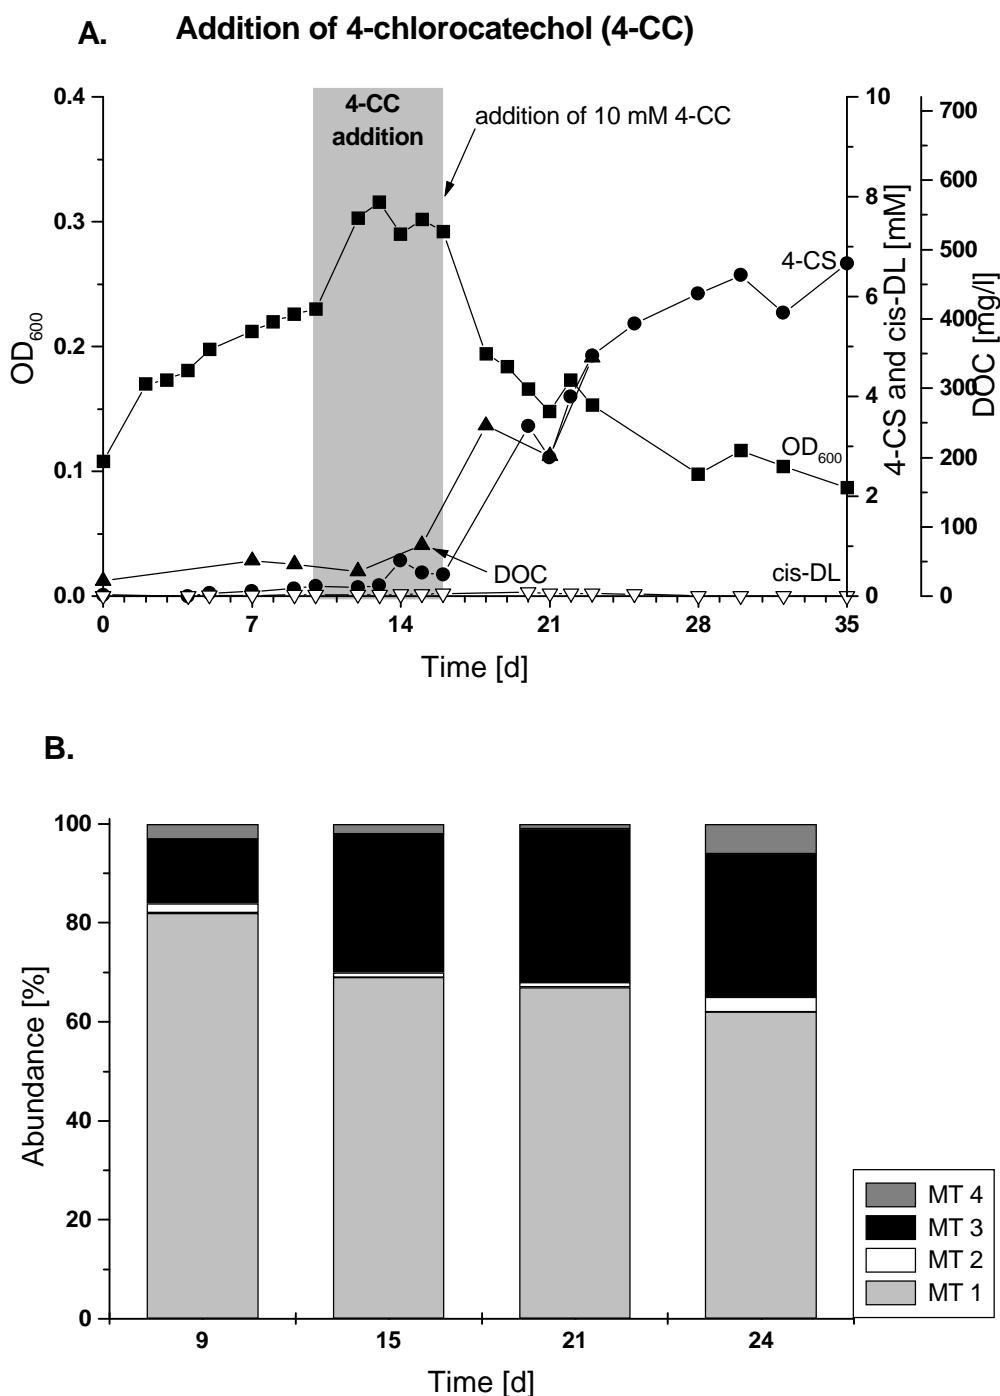 A. Addition of 4-chlorocatechol (4-CC)
4-CC
addition
addition of 10 mM 4-CC
0.4
0.3
0.2
0.1
0.0
OD600
10
8
6
4
2
0
4-CS and cis-DL [mM]
700
600
500
400
300
200
100
0
DOC [mg/l]
4-CS
OD600
DOC
cis-DL
0 7 14 21 28 35
Time [d]
B.
100
80
60
40
20
0
Abundance [%]
MT 4
MT 3
MT 2
MT 1
9 15 21 24
Time [d]